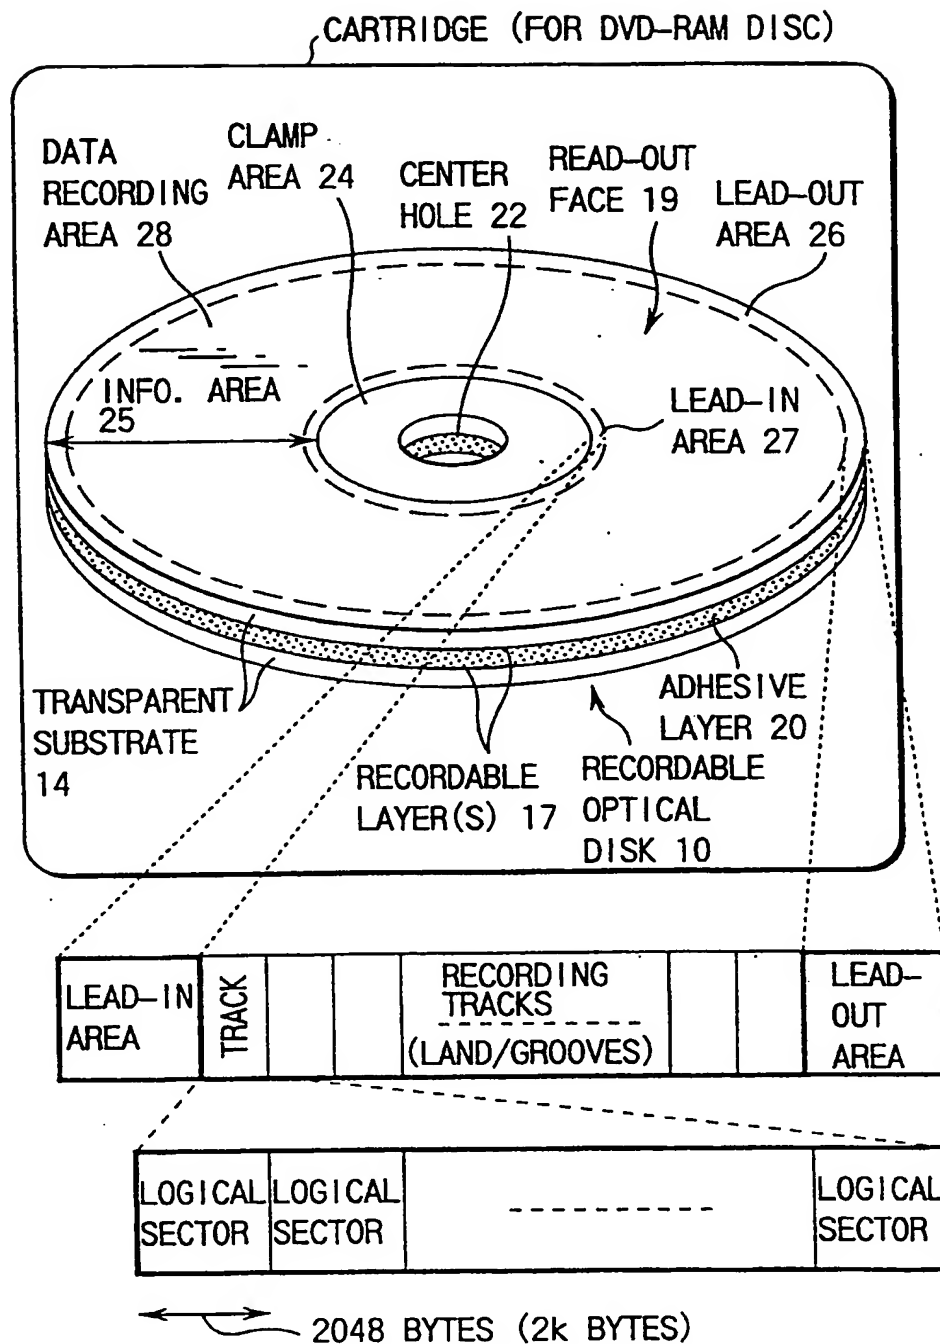 CARTRIDGE (FOR DVD-RAM DISC)
DATA
RECORDING
AREA 28
CLAMP
AREA 24
CENTER
HOLE 22
READ-OUT
FACE 19
LEAD-OUT
AREA 26
INFO. AREA
25
LEAD-IN
AREA 27
TRANSPARENT
SUBSTRATE
14
RECORDABLE
LAYER(S) 17
ADHESIVE
LAYER 20
RECORDABLE
OPTICAL
DISK 10
LEAD-IN
AREA
TRACK
RECORDING
TRACKS
(LAND/GROOVES)
LEAD-
OUT
AREA
LOGICAL
SECTOR
LOGICAL
SECTOR
LOGICAL
SECTOR
2048 BYTES (2k BYTES)